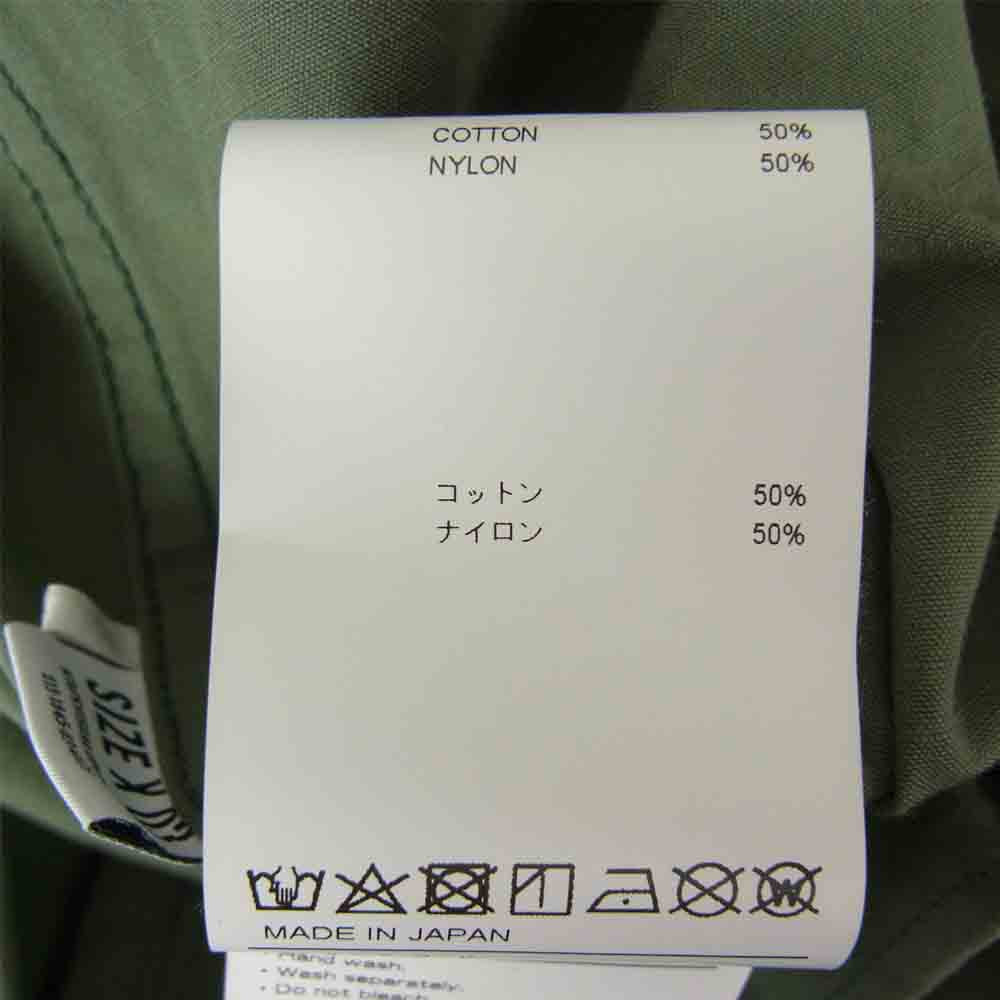 COTTON 50%
NYLON 50%
コットン 50%
ナイロン 50%
W
MADE IN JAPAN
• Hand wash.
• Wash separately.
• Do not bleach
SIZE X